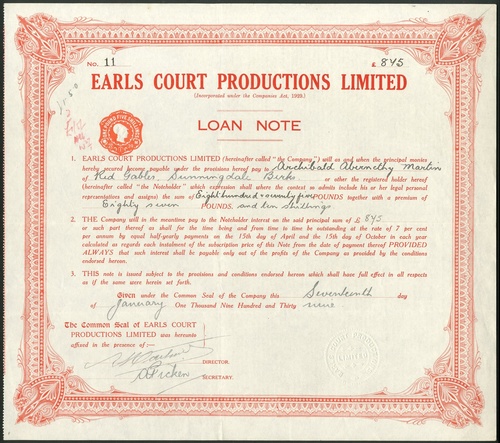 No. 11
£ 845
EARLS COURT PRODUCTIONS LIMITED
(Incorporated under the Companies Act, 1929.)
LOAN NOTE
1. EARLS COURT PRODUCTIONS LIMITED (hereinafter called "the Company") will as and when the principal monies
hereby secured become payable under the provisions hereof pay to Archibald Abernethy Martin
of Red Gables, Sunningdale Berks or other the registered holder hereof
(hereinafter called "the Noteholder" which expression shall where the context so admits include his or her legal personal
representatives and assigns) the sum of Eight hundred & twenty five POUNDS together with a premium of
Eighty seven POUNDS and ten shillings
2. THE Company will in the meantime pay to the Noteholder interest on the said principal sum of £ 845
or such part thereof as shall for the time being and from time to time be outstanding at the rate of 7 per cent
per annum by equal half-yearly payments on the 15th day of April and the 15th day of October in each year
calculated as regards each instalment of the subscription price of this Note from the date of payment thereof PROVIDED
ALWAYS that such interest shall be payable only out of the profits of the Company as provided by the conditions
endorsed hereon.
3. THIS note is issued subject to the provisions and conditions endorsed hereon which shall have full effect in all respects
as if the same were herein set forth.
Given under the Common Seal of the Company this Seventeenth day
of January One Thousand Nine Hundred and Thirty nine
The Common Seal of EARLS COURT
PRODUCTIONS LIMITED was hereunto
affixed in the presence of:—
DIRECTOR.
SECRETARY.